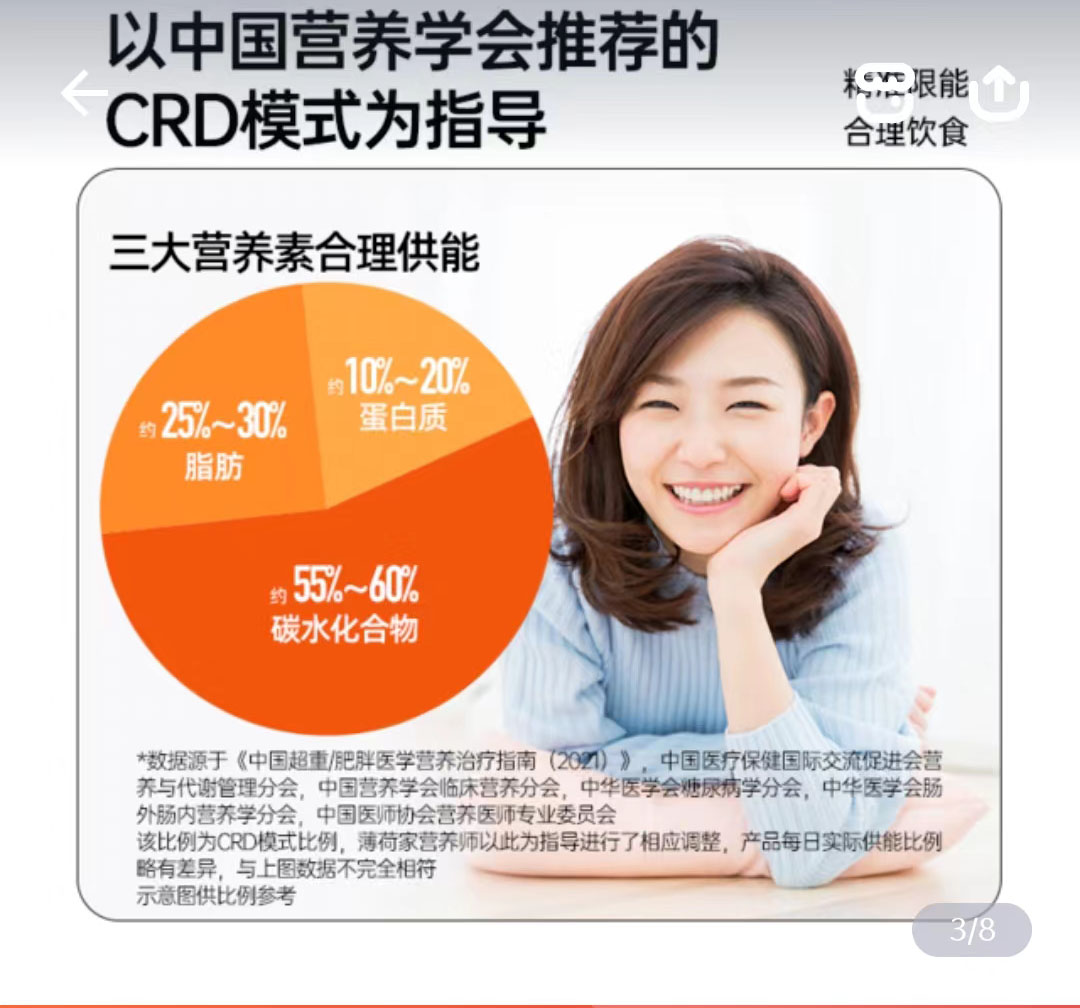 以中国营养学会推荐的
CRD模式为指导
精准限能
合理饮食
三大营养素合理供能
约10%~20%
蛋白质
约25%~30%
脂肪
约55%~60%
碳水化合物
*数据源于《中国超重/肥胖医学营养治疗指南（2021）》，中国医疗保健国际交流促进会营
养与代谢管理分会，中国营养学会临床营养分会，中华医学会糖尿病学分会，中华医学会肠
外肠内营养学分会，中国医师协会营养医师专业委员会
该比例为CRD模式比例，薄荷家营养师以此为指导进行了相应调整，产品每日实际供能比例
略有差异，与上图数据不完全相符
示意图供比例参考
3/8